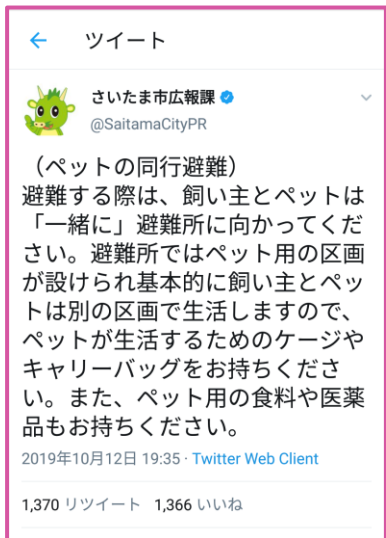 ツイート
さいたま市広報課
@SaitamaCityPR
（ペットの同行避難）
避難する際は、飼い主とペットは
「一緒に」避難所に向かってくだ
さい。避難所ではペット用の区画
が設けられ基本的に飼い主とペッ
トは別の区画で生活しますので、
ペットが生活するためのケージや
キャリーバッグをお持ちくださ
い。また、ペット用の食料や医薬
品もお持ちください。
2019年10月12日 19:35 · Twitter Web Client
1,370 リツイート 1,366 いいね